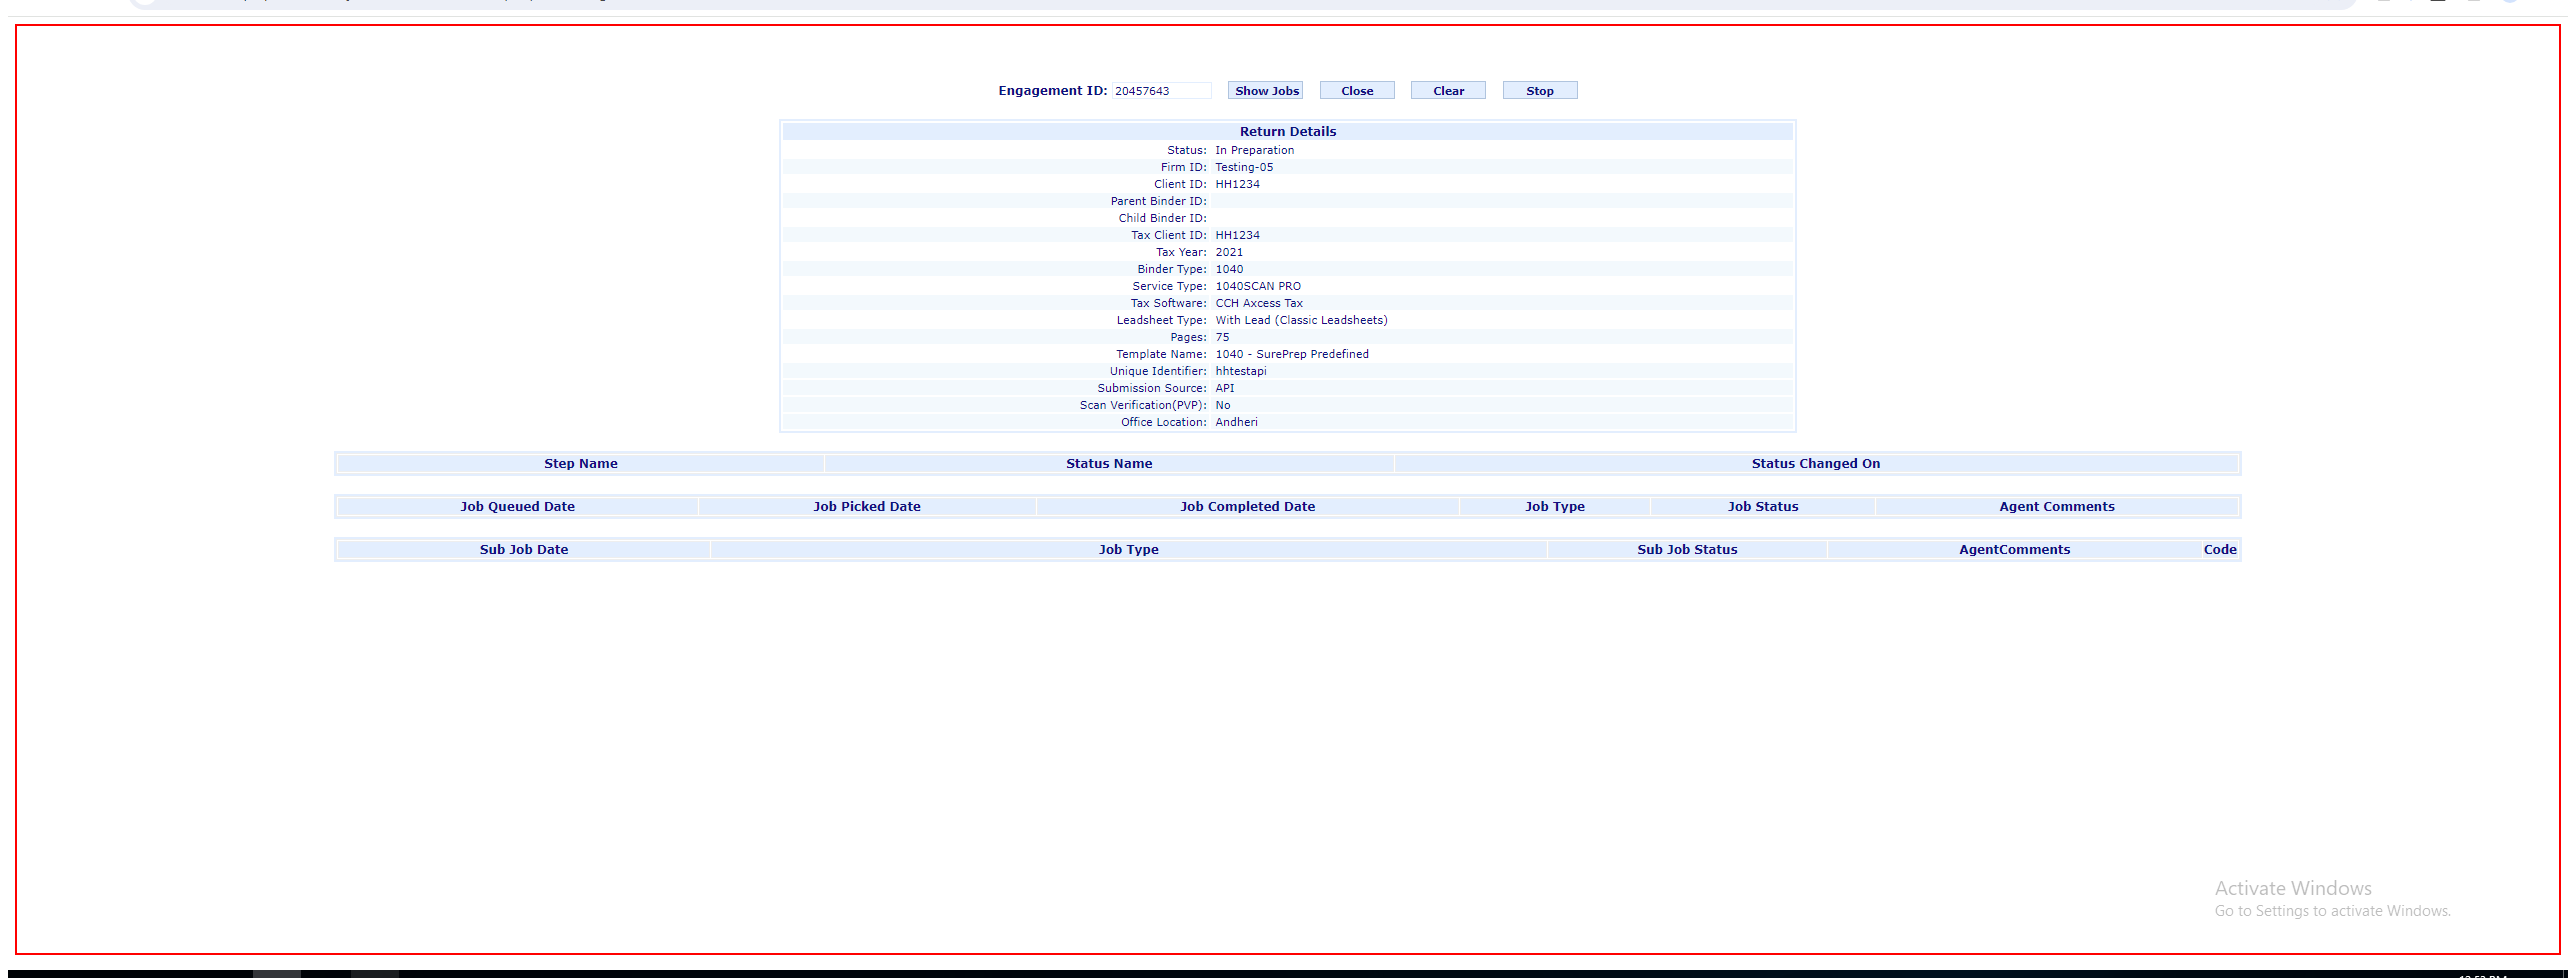 Engagement ID: 20457643 Show Jobs Close Clear Stop
Return Details
Status: In Preparation
Firm ID: Testing-05
Client ID: HH1234
Parent Binder ID:
Child Binder ID:
Tax Client ID: HH1234
Tax Year: 2021
Binder Type: 1040
Service Type: 1040SCAN PRO
Tax Software: CCH Axcess Tax
Leadsheet Type: With Lead (Classic Leadsheets)
Pages: 75
Template Name: 1040 - SurePrep Predefined
Unique Identifier: hhtestapi
Submission Source: API
Scan Verification(PVP): No
Office Location: Andheri
Step Name Status Name Status Changed On
Job Queued Date Job Picked Date Job Completed Date Job Type Job Status Agent Comments
Sub Job Date Job Type Sub Job Status AgentComments Code
Activate Windows
Go to Settings to activate Windows.